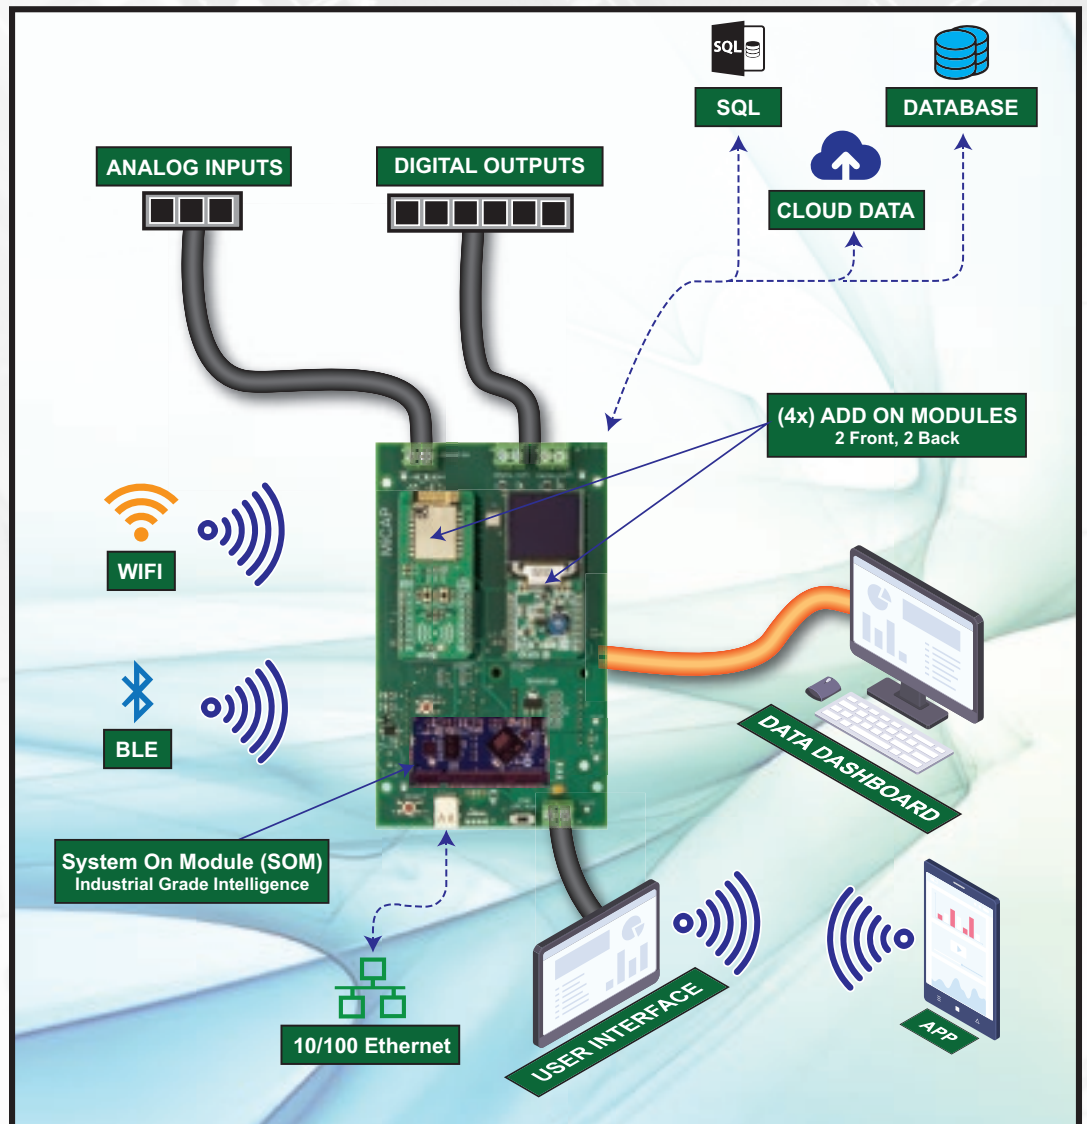 SQL
SQL
DATABASE
ANALOG INPUTS
DIGITAL OUTPUTS
CLOUD DATA
(4x) ADD ON MODULES
2 Front, 2 Back
MCAP
WIFI
BLE
DATA DASHBOARD
System On Module (SOM)
Industrial Grade Intelligence
10/100 Ethernet
USER INTERFACE
APP